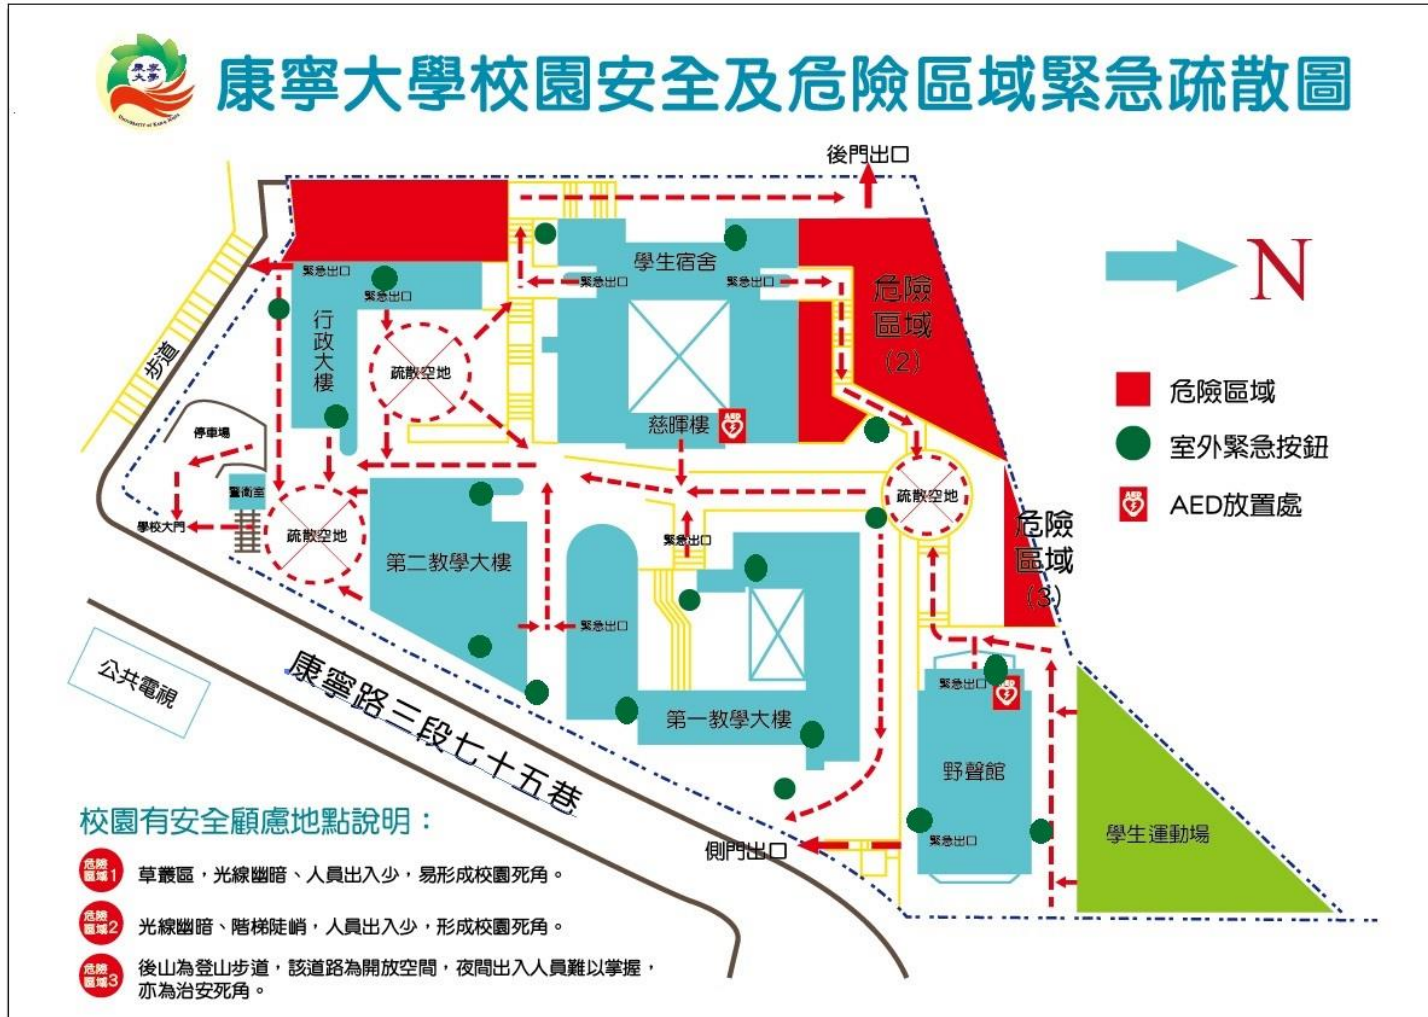 康寧大學
UNIVERSITY of KANG NING
康寧大學校園安全及危險區域緊急疏散圖
後門出口
N
緊急出口
緊急出口
學生宿舍
緊急出口
緊急出口
危險
區域
(2)
行政大樓
步道
疏散空地
危險區域
停車場
慈暉樓
AED
室外緊急按鈕
警衛室
疏散空地
AED
AED放置處
學校大門
疏散空地
緊急出口
危險
區域
(3)
第二教學大樓
緊急出口
公共電視
康寧路三段七十五巷
緊急出口
AED
第一教學大樓
野聲館
校園有安全顧慮地點說明：
側門出口
緊急出口
學生運動場
危險
區域1
草叢區，光線幽暗、人員出入少，易形成校園死角。
危險
區域2
光線幽暗、階梯陡峭，人員出入少，形成校園死角。
危險
區域3
後山為登山步道，該道路為開放空間，夜間出入人員難以掌握，
亦為治安死角。